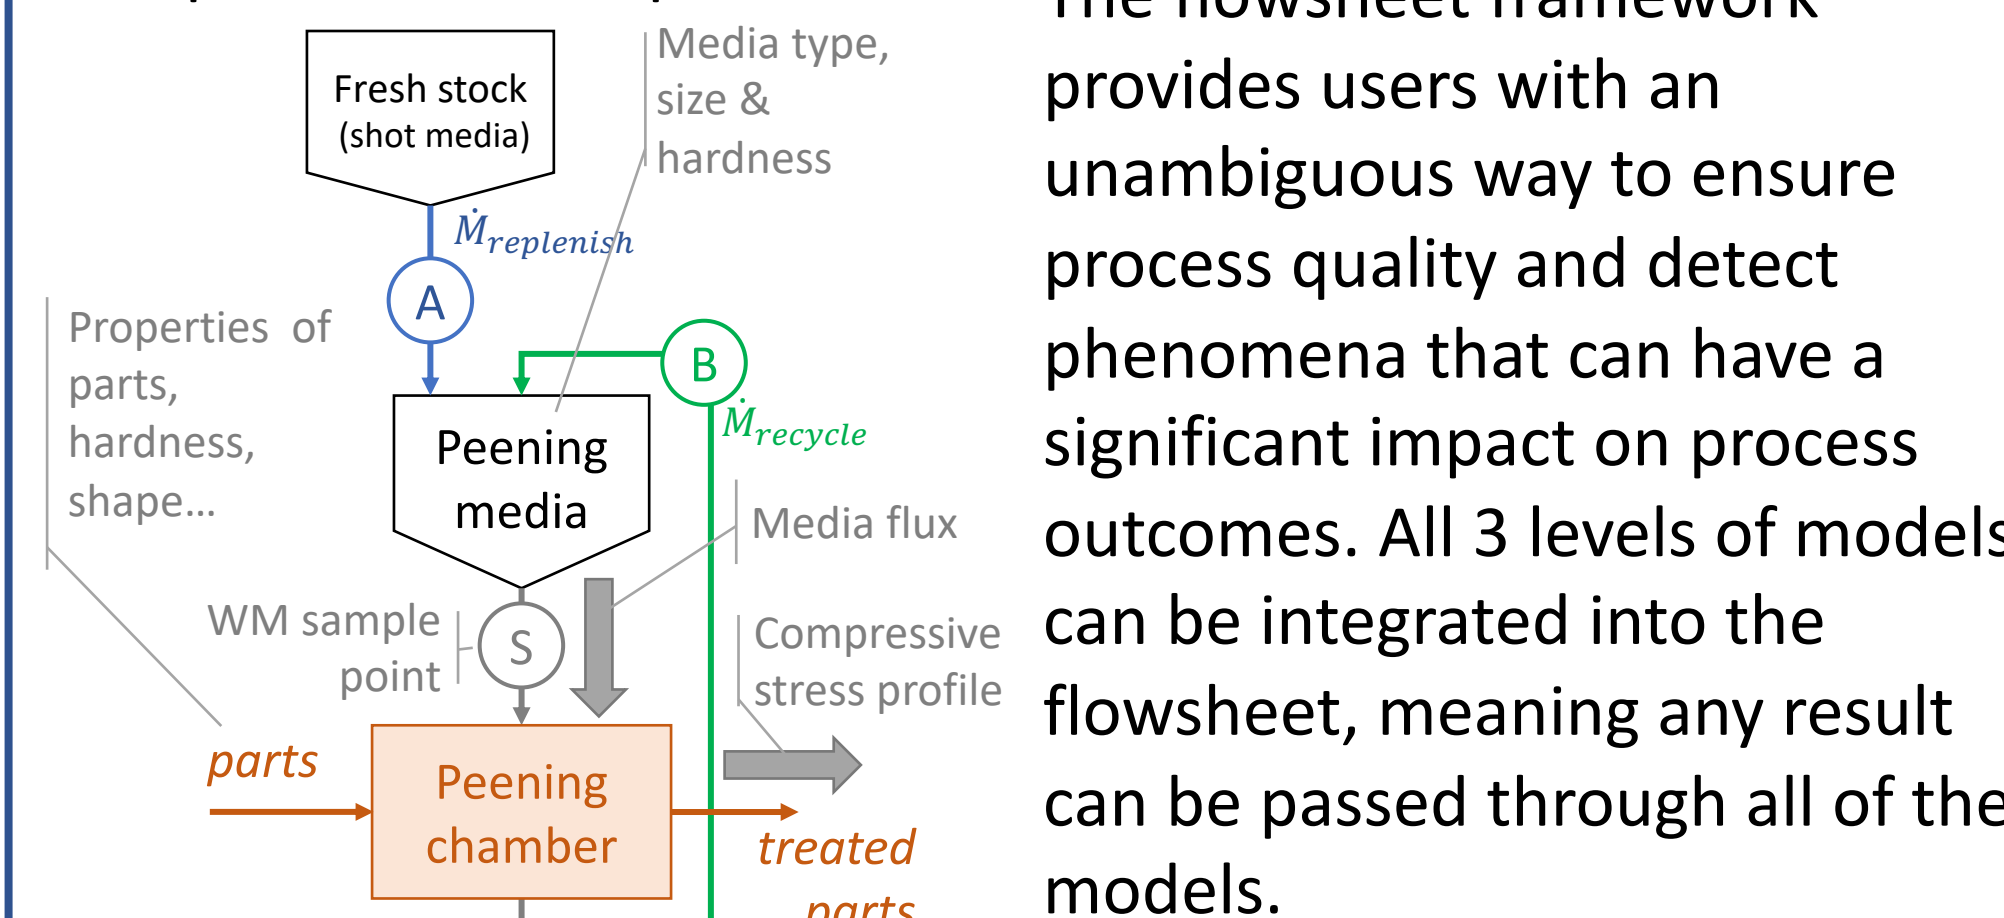 Fresh stock
(shot media)
Media type,
size &
hardness
Ṁreplenish
A
Properties of
parts,
hardness,
shape...
B
Ṁrecycle
Peening
media
Media flux
WM sample
point
S
Compressive
stress profile
parts
Peening
chamber
treated
parts
The flowsheet framework
provides users with an
unambiguous way to ensure
process quality and detect
phenomena that can have a
significant impact on process
outcomes. All 3 levels of models
can be integrated into the
flowsheet, meaning any result
can be passed through all of the
models.